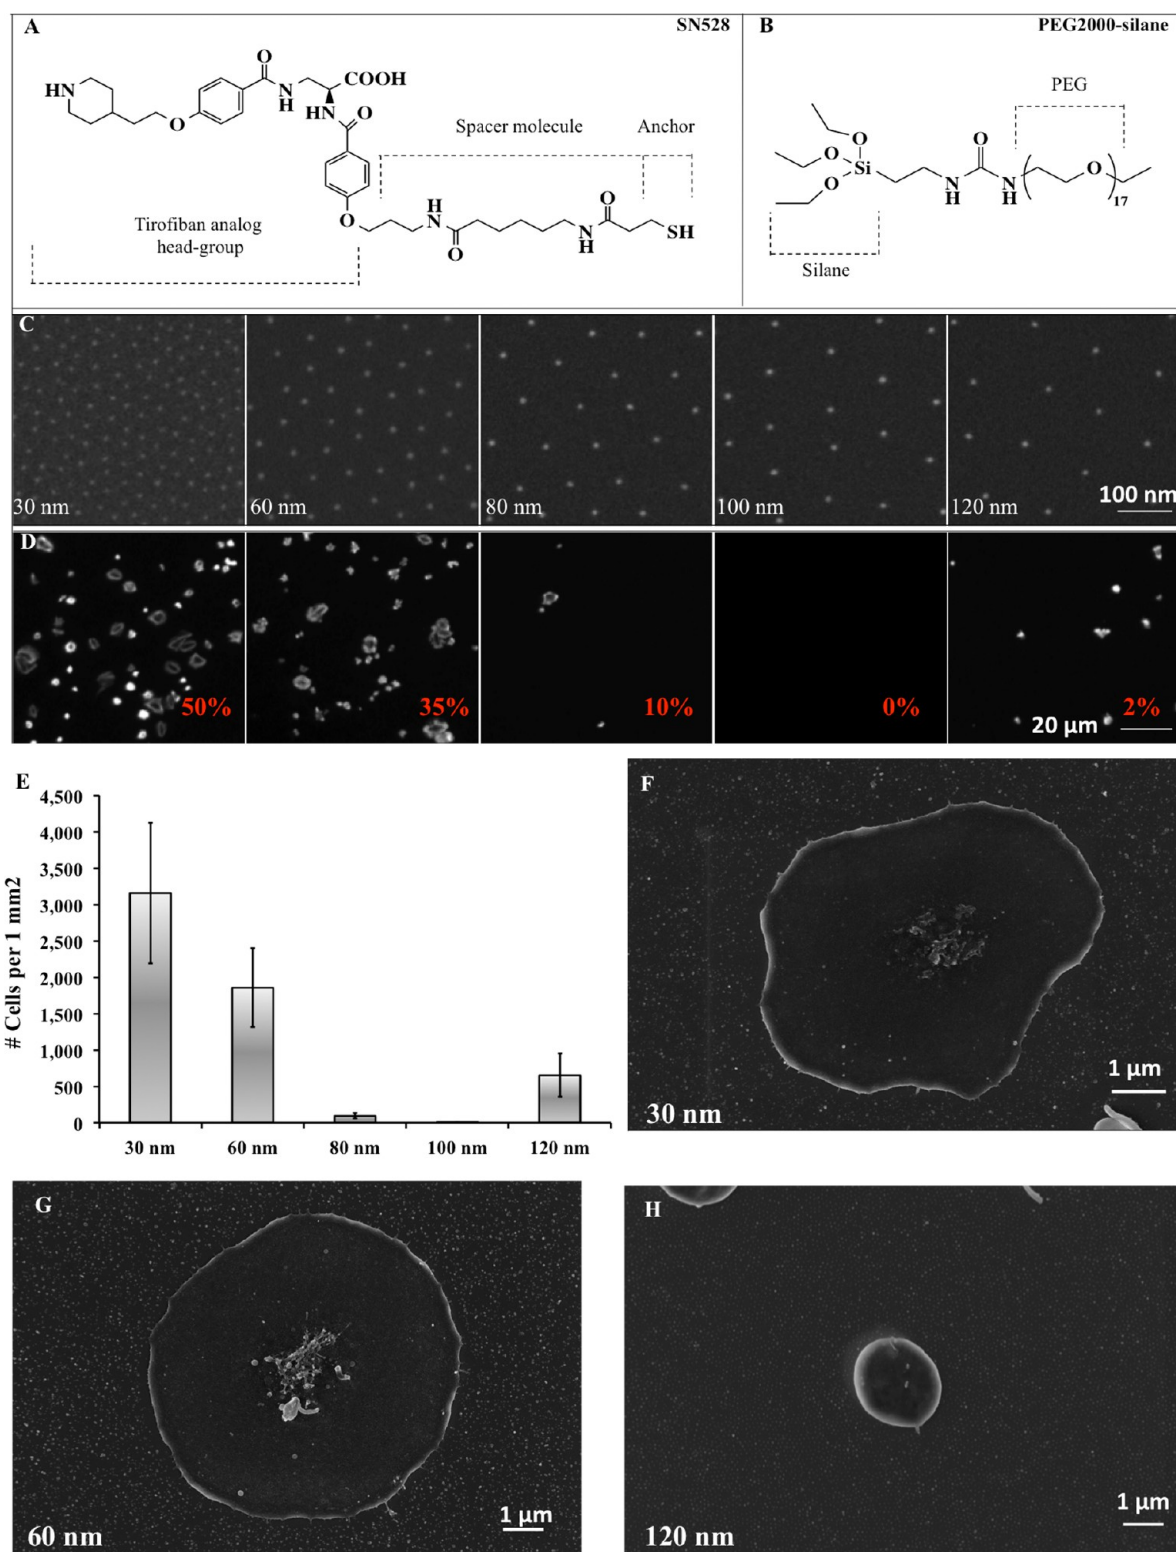 A
SN528
B
PEG2000-silane
O
HN
N
H
COOH
O
HN
O
Spacer molecule
Anchor
O
H
N
O
N
H
O
SH
Tirofiban analog
head-group
PEG
O
O
Si
O
O
N
H
N
H
O
17
Silane
C
30 nm
60 nm
80 nm
100 nm
120 nm
100 nm
D
50%
35%
10%
0%
2%
20 µm
E
# Cells per 1 mm2
4,500
4,000
3,500
3,000
2,500
2,000
1,500
1,000
500
0
30 nm
60 nm
80 nm
100 nm
120 nm
F
1 µm
30 nm
G
1 µm
60 nm
H
1 µm
120 nm